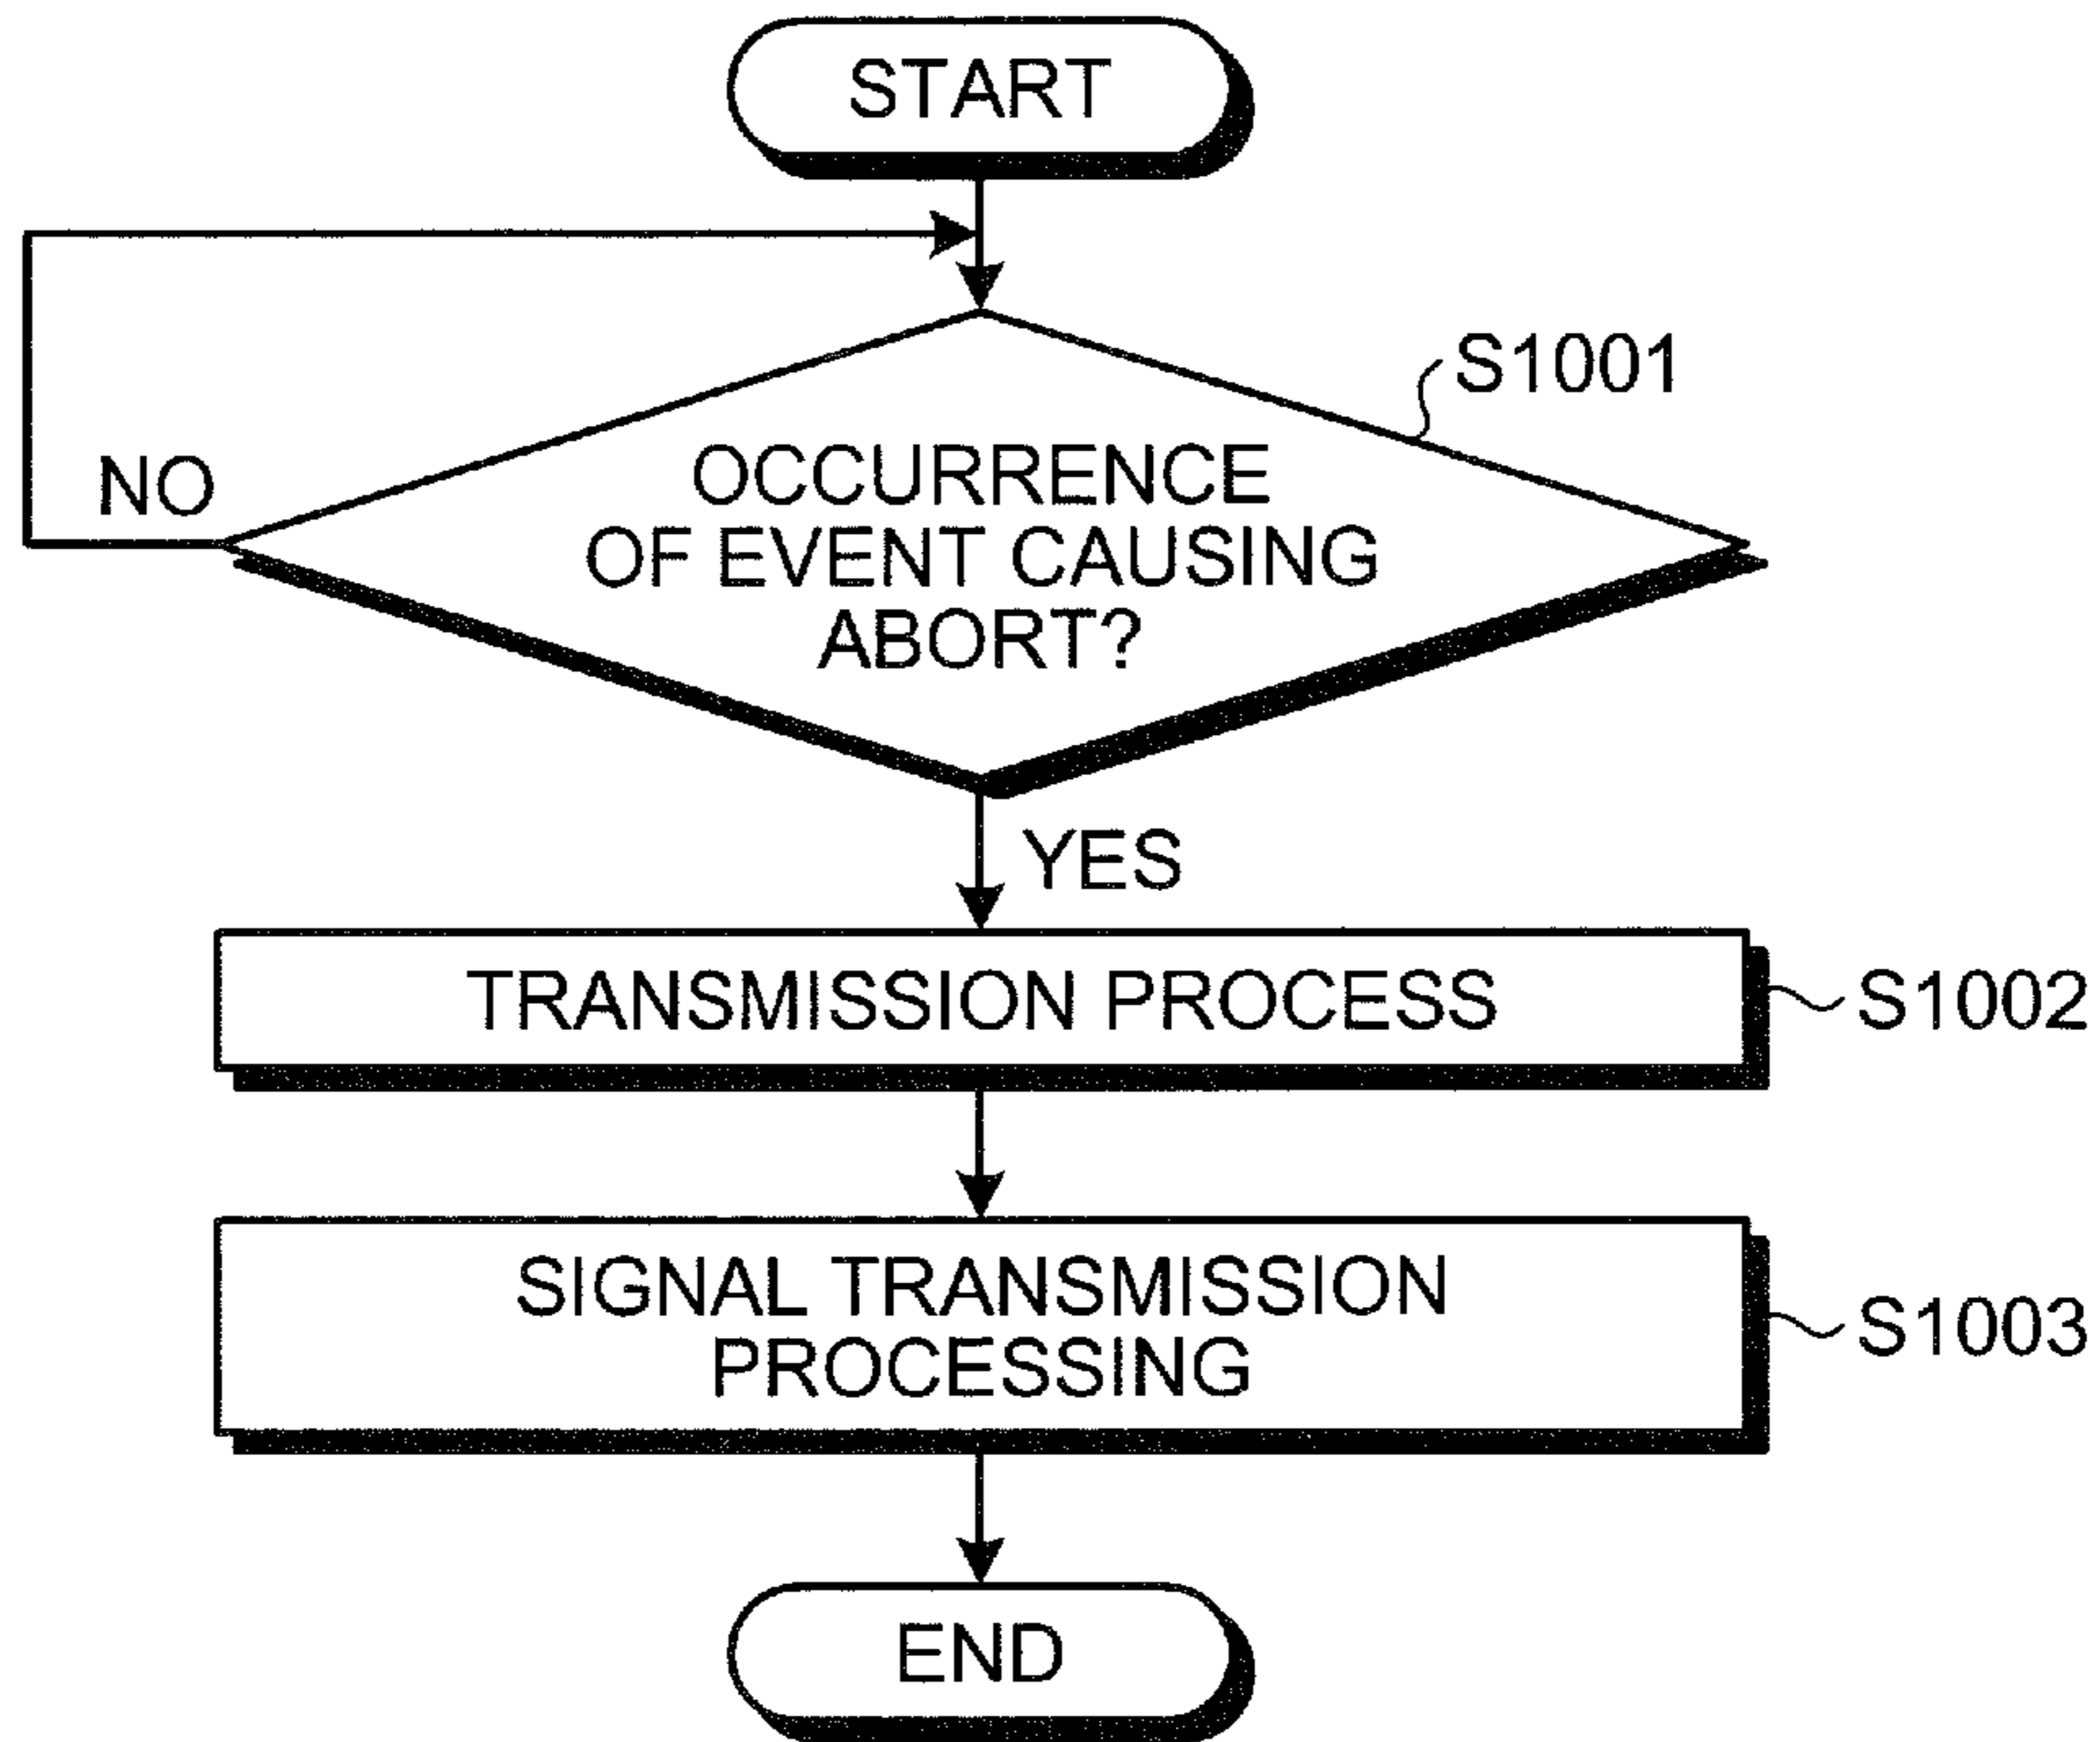 START
S1001
OCCURRENCE
OF EVENT CAUSING
ABORT?
NO
YES
TRANSMISSION PROCESS
S1002
SIGNAL TRANSMISSION
PROCESSING
S1003
END